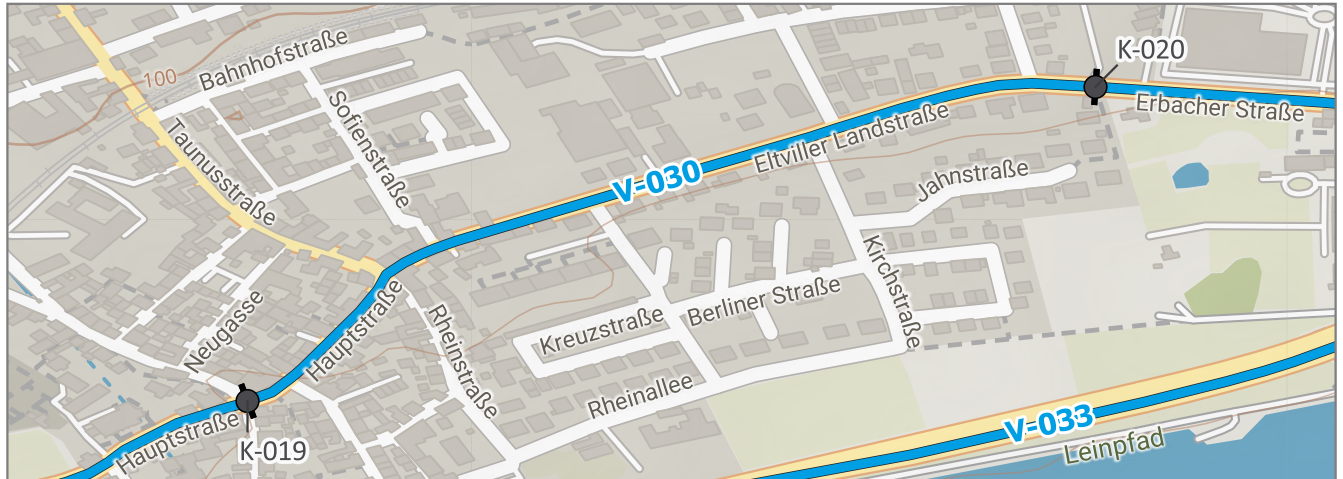 K-020
100
Bahnhofstraße
Erbacher Straße
Sofienstraße
Eltviller Landstraße
Taunusstraße
V-030
Jahnstraße
Kirchstraße
Neugasse
Hauptstraße
Berliner Straße
Kreuzstraße
Rheinstraße
Rheinallee
Hauptstraße
K-019
V-033
Leinpfad